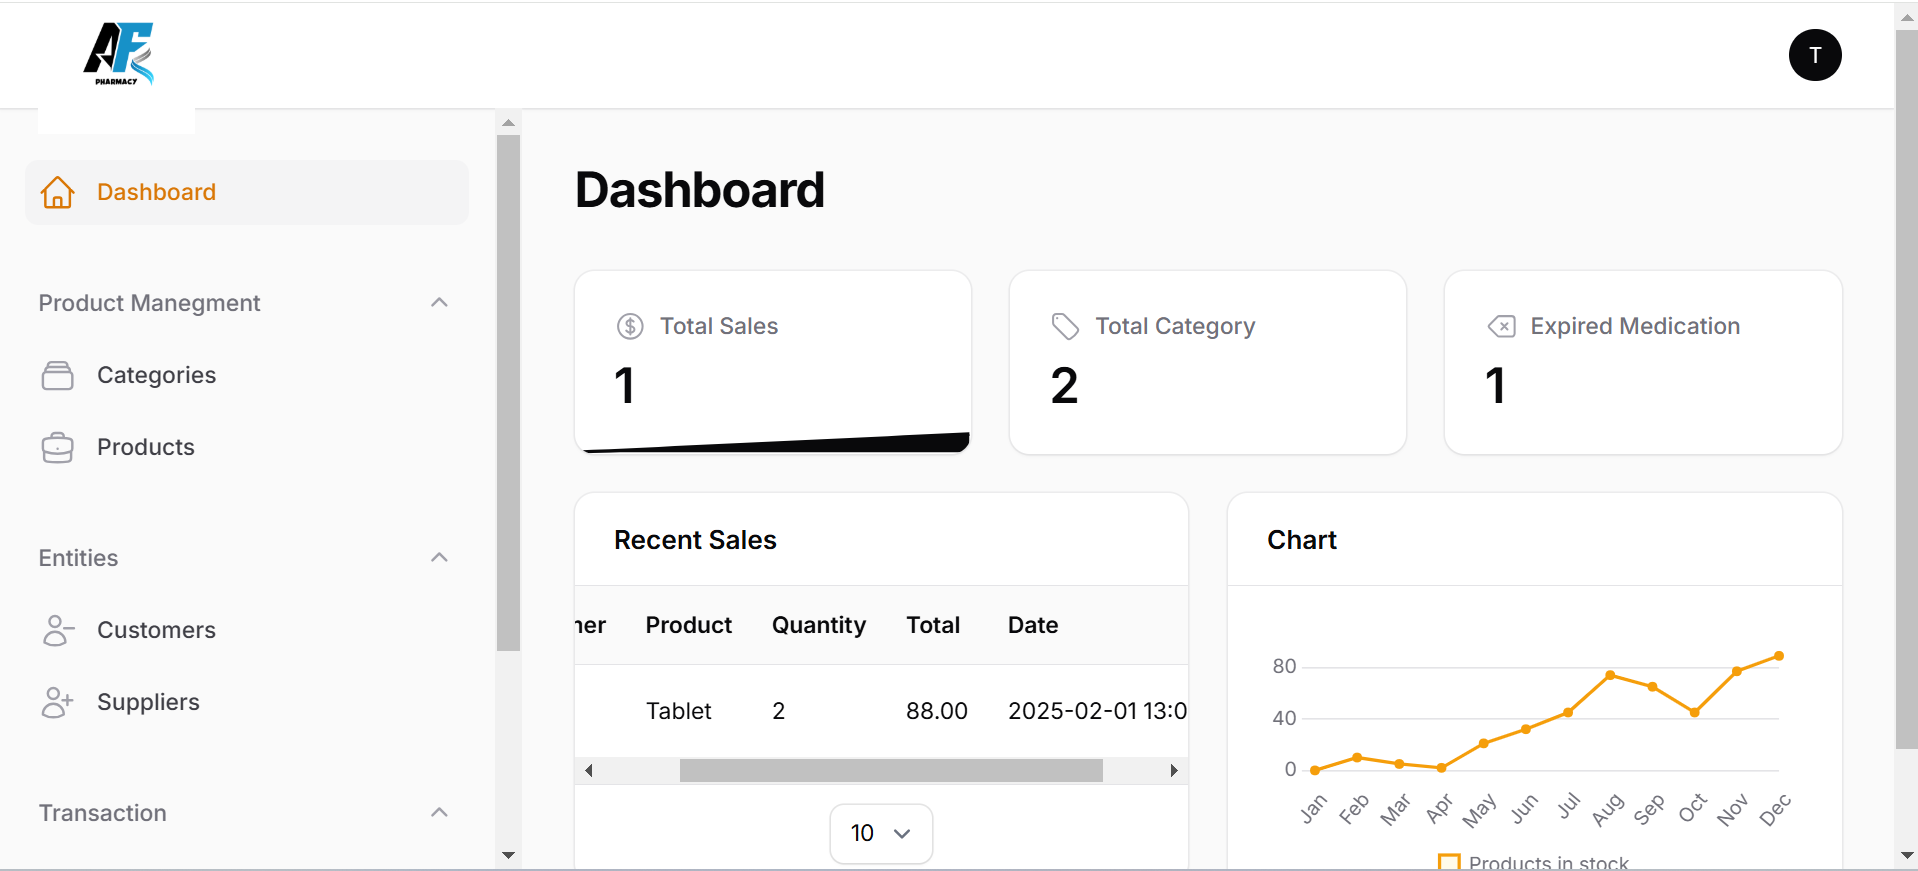 AF
PHARMACY
T
Dashboard
Product Manegment
Categories
Products
Entities
Customers
Suppliers
Transaction
Dashboard
Total Sales
1
Total Category
2
Expired Medication
1
Recent Sales
ner Product Quantity Total Date
Tablet 2 88.00 2025-02-01 13:0
10
Chart
80
40
0
Jan Feb Mar Apr May Jun Jul Aug Sep Oct Nov Dec
Products in stock